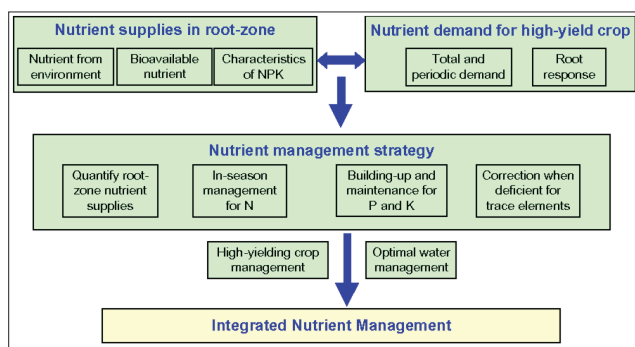 Nutrient supplies in root-zone
Nutrient from
environment
Bioavailable
nutrient
Characteristics
of NPK
Nutrient demand for high-yield crop
Total and
periodic demand
Root
response
Nutrient management strategy
Quantify root-
zone nutrient
supplies
In-season
management
for N
Building-up and
maintenance for
P and K
Correction when
deficient for
trace elements
High-yielding crop
management
Optimal water
management
Integrated Nutrient Management